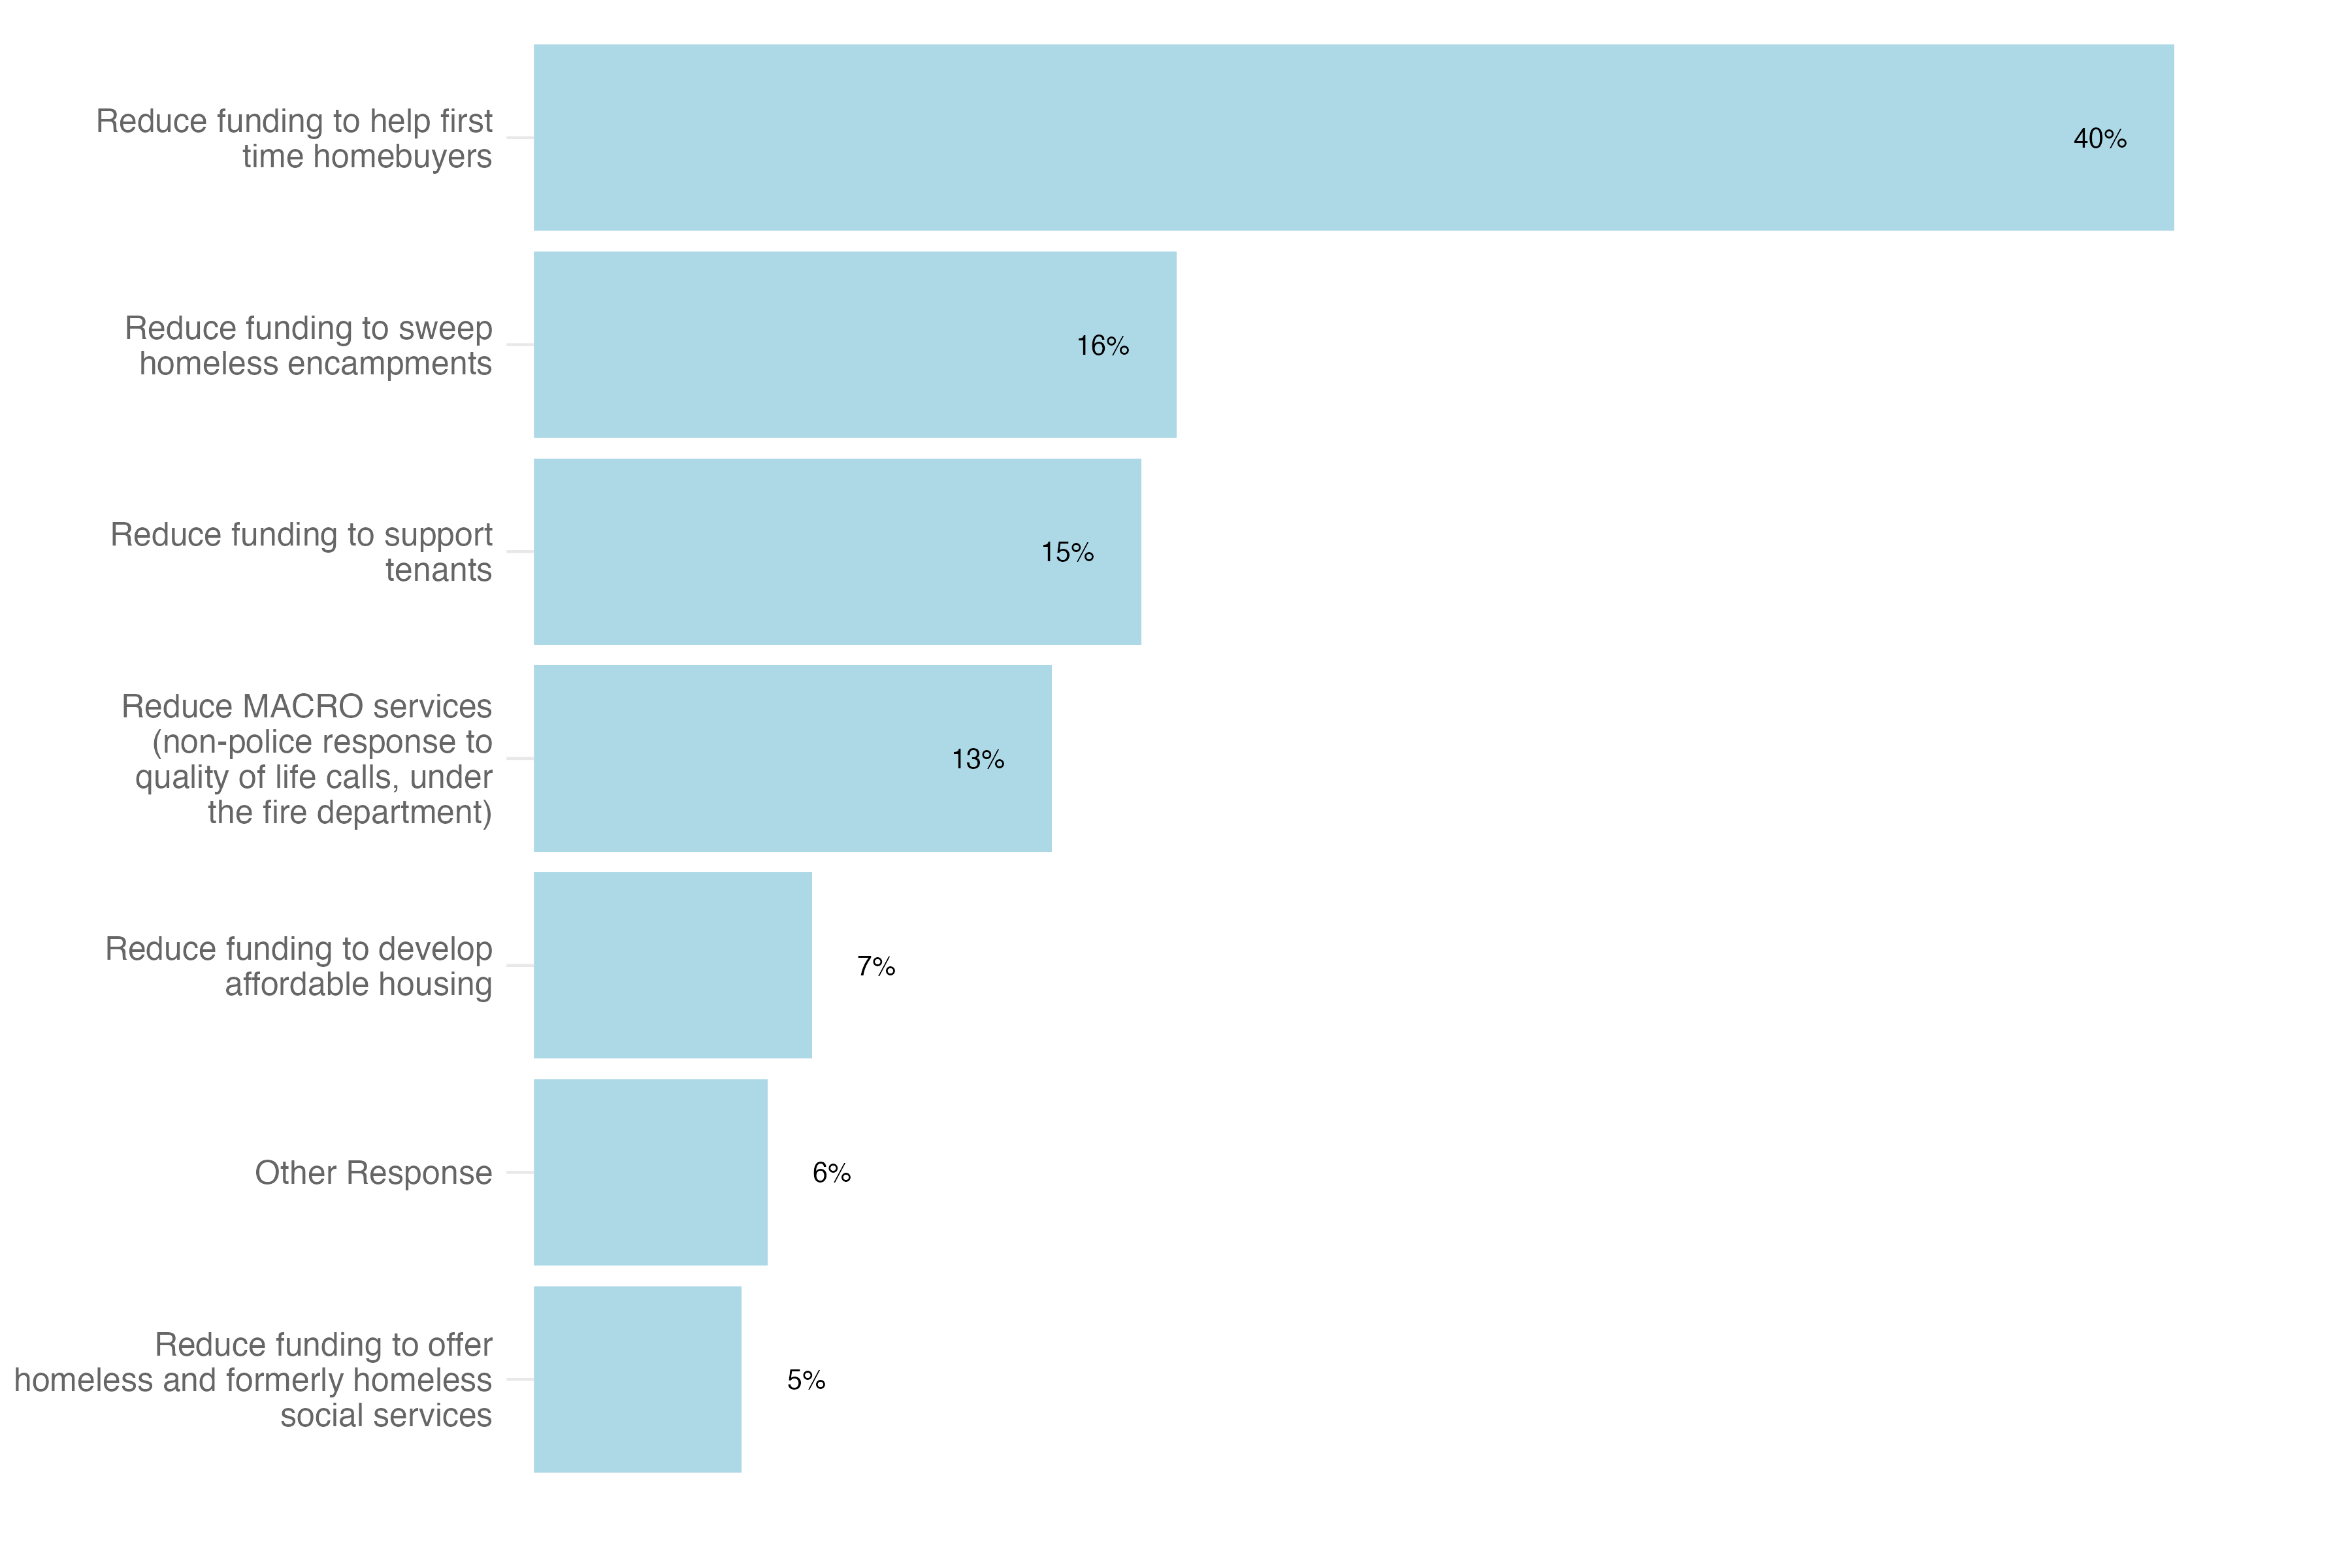 Reduce funding to help first
time homebuyers
40%
Reduce funding to sweep
homeless encampments
16%
Reduce funding to support
tenants
15%
Reduce MACRO services
(non-police response to
quality of life calls, under
the fire department)
13%
Reduce funding to develop
affordable housing
7%
Other Response
6%
Reduce funding to offer
homeless and formerly homeless
social services
5%